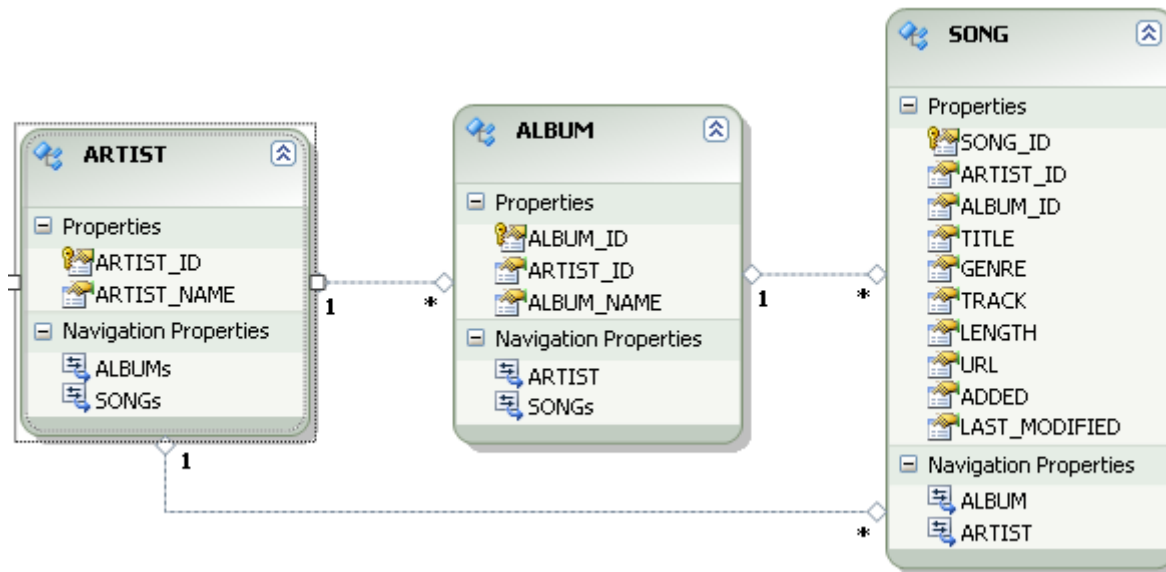 ARTIST
Properties
ARTIST_ID
ARTIST_NAME
Navigation Properties
ALBUMs
SONGs
1
*
1
*
ALBUM
Properties
ALBUM_ID
ARTIST_ID
ALBUM_NAME
Navigation Properties
ARTIST
SONGs
1
*
SONG
Properties
SONG_ID
ARTIST_ID
ALBUM_ID
TITLE
GENRE
TRACK
LENGTH
URL
ADDED
LAST_MODIFIED
Navigation Properties
ALBUM
ARTIST